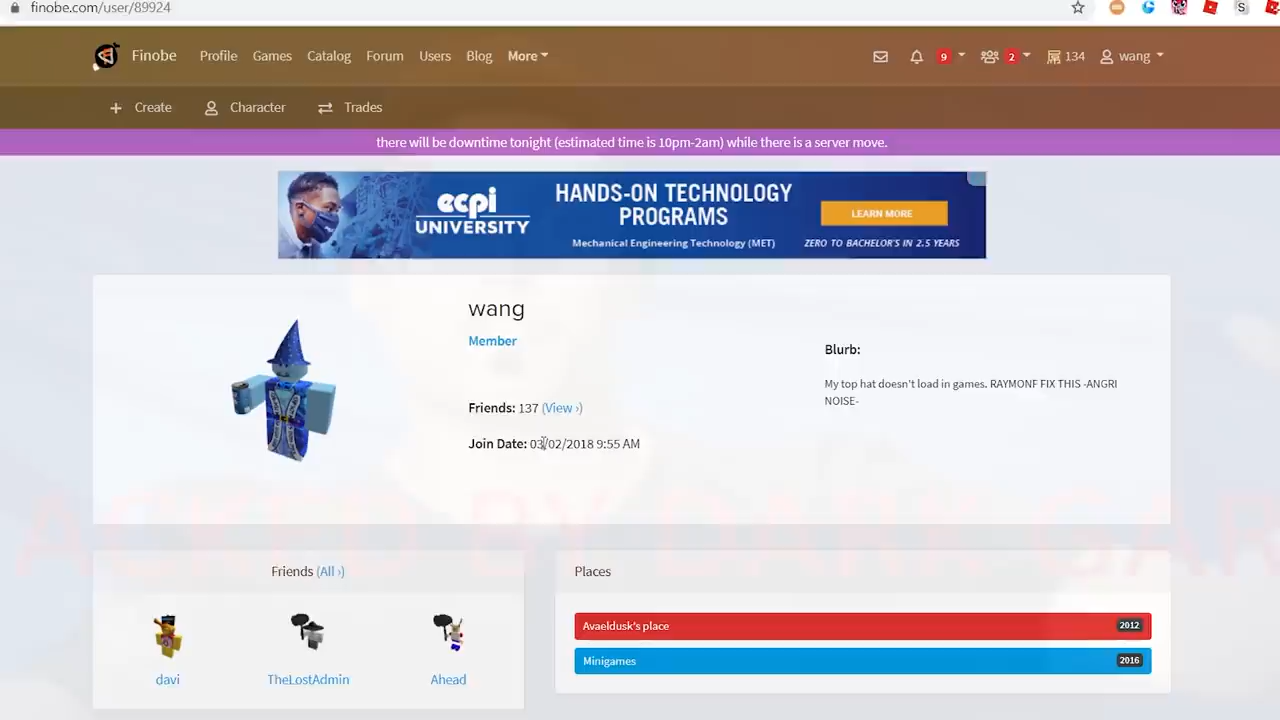 finobe.com/user/89924
Finobe Profile Games Catalog Forum Users Blog More 9 2 134 wang
Create Character Trades
there will be downtime tonight (estimated time is 10pm-2am) while there is a server move.
ecpi
UNIVERSITY
HANDS-ON TECHNOLOGY
PROGRAMS
Mechanical Engineering Technology (MET)
LEARN MORE
ZERO TO BACHELOR'S IN 2.5 YEARS
wang
Member
Friends: 137 (View ›)
Join Date: 03/02/2018 9:55 AM
Blurb:
My top hat doesn't load in games. RAYMONF FIX THIS -ANGRI
NOISE-
ACKED BY DARK GAR
Friends (All ›)
davi
TheLostAdmin
Ahead
Places
Avaeldusk's place 2012
Minigames 2016